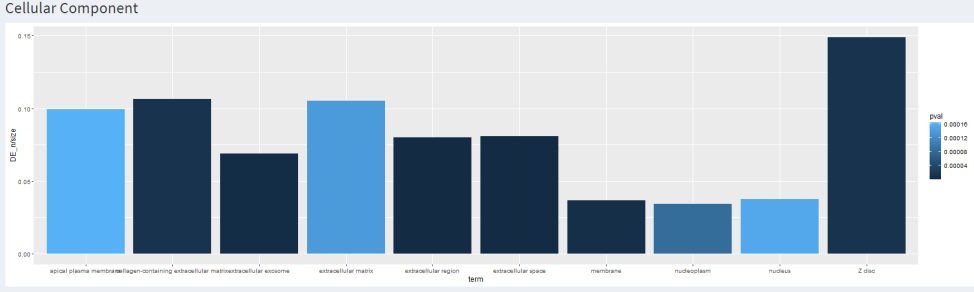 Cellular Component
0.15
0.10
0.05
0.00
DE_n/size
apical plasma membrane collagen-containing extracellular matrix extracellular exosome extracellular matrix extracellular region extracellular space membrane nucleoplasm nucleus Z disc
term
pval
0.00016
0.00012
0.00008
0.00004